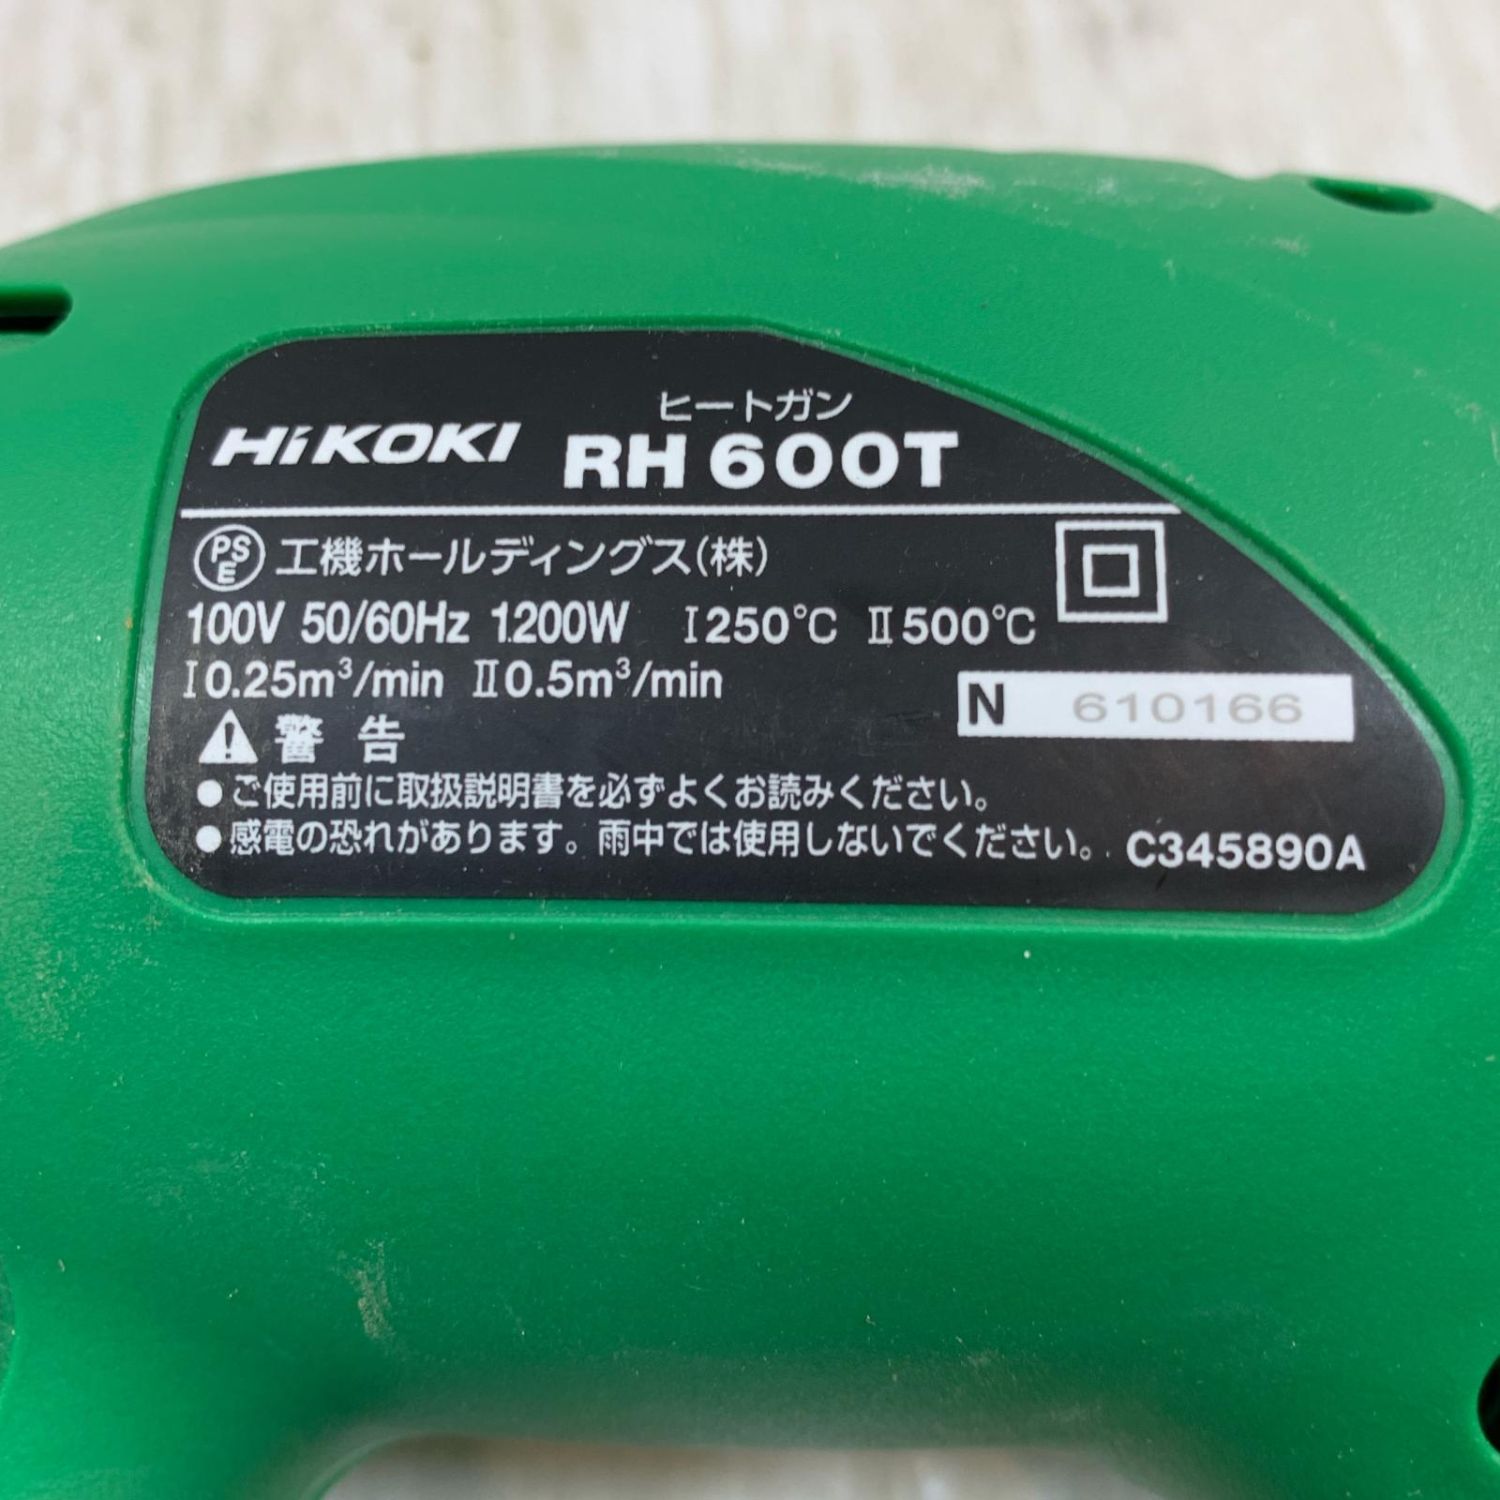 ヒートガン
HiKOKI RH600T
PSE 工機ホールディングス(株)
100V 50/60Hz 1200W Ⅰ250℃ Ⅱ500℃
Ⅰ0.25m³/min Ⅱ0.5m³/min
N 610166
警告
●ご使用前に取扱説明書を必ずよくお読みください。
●感電の恐れがあります。雨中では使用しないでください。 C345890A